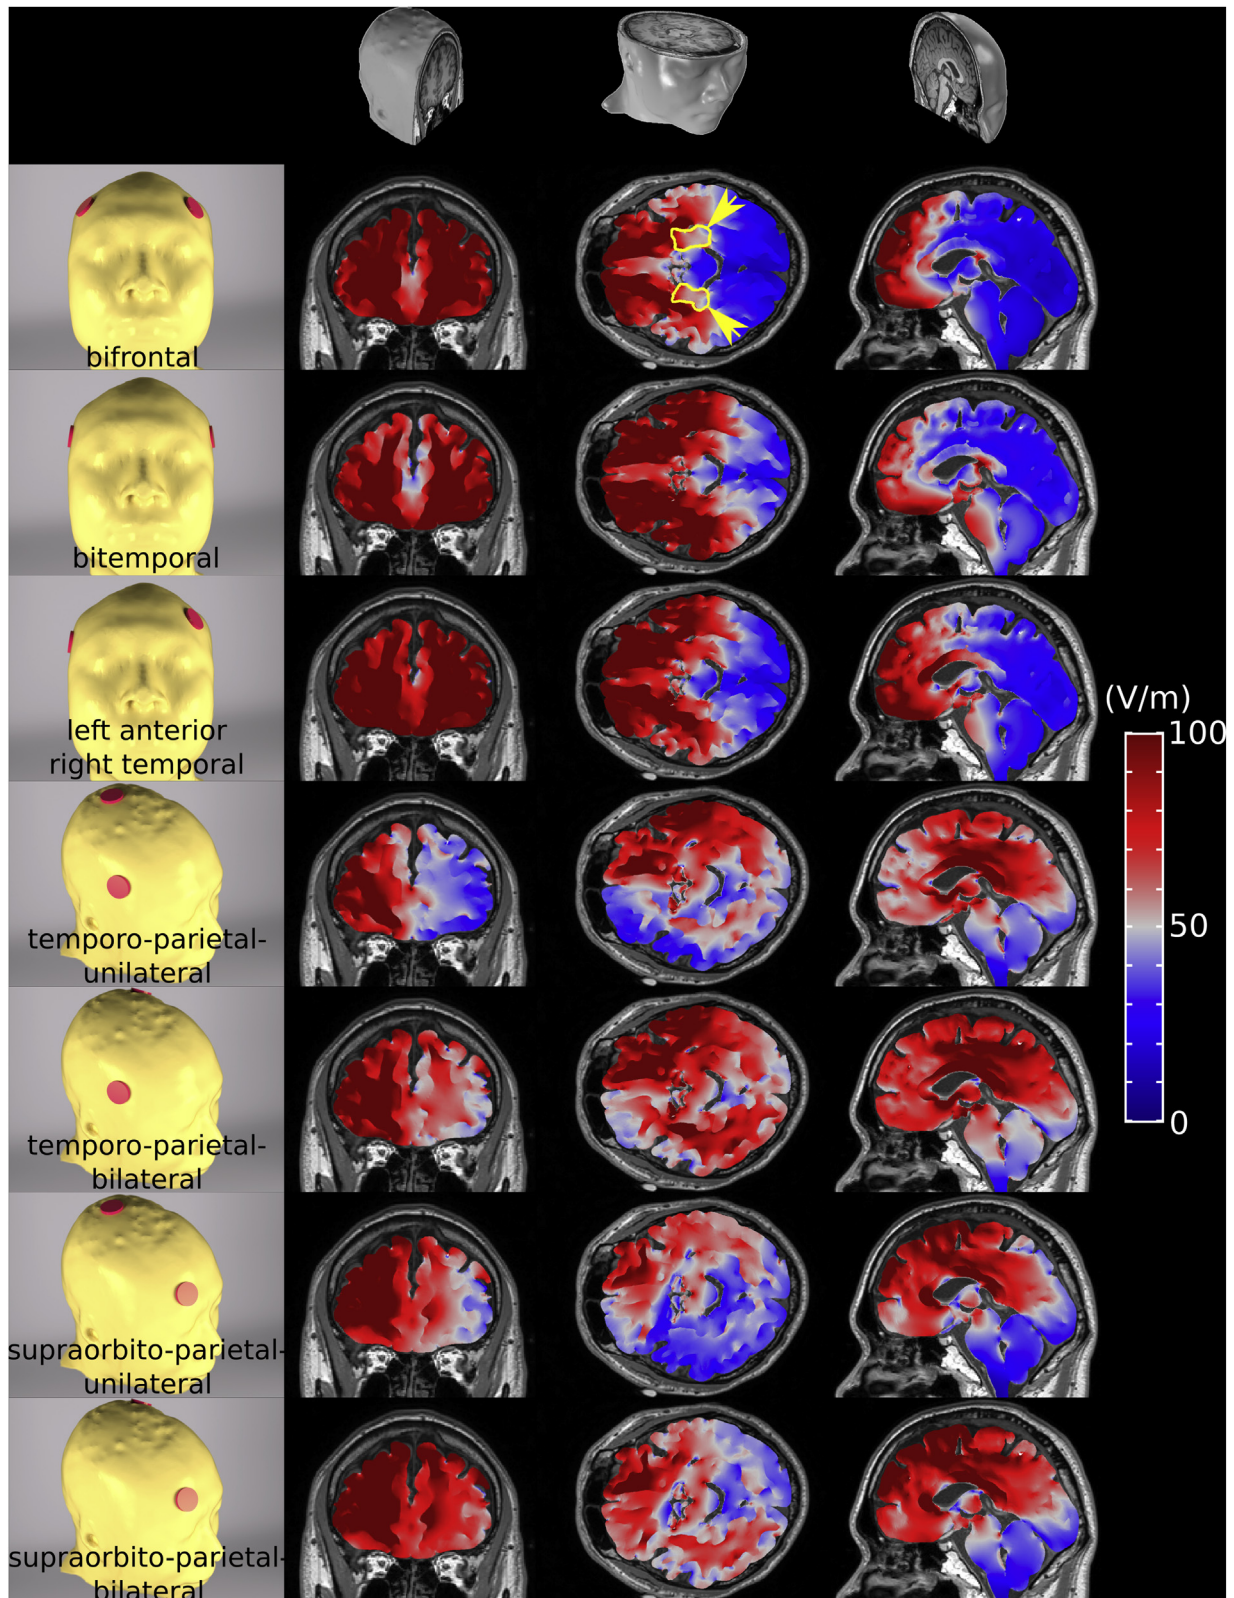 bifrontal
bitemporal
left anterior
right temporal
(V/m)
100
50
0
temporo-parietal-
unilateral
temporo-parietal-
bilateral
supraorbito-parietal-
unilateral
supraorbito-parietal-
bilateral